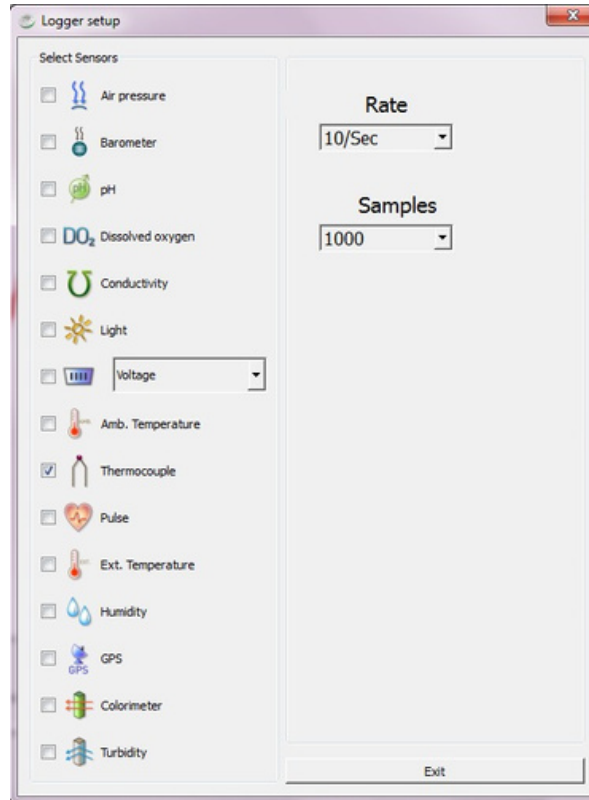 Logger setup
Select Sensors
Air pressure
Barometer
pH
pH
DO₂ Dissolved oxygen
Conductivity
Light
Voltage
Amb. Temperature
Thermocouple
Pulse
Ext. Temperature
Humidity
GPS
GPS
Colorimeter
Turbidity
Rate
10/Sec
Samples
1000
Exit